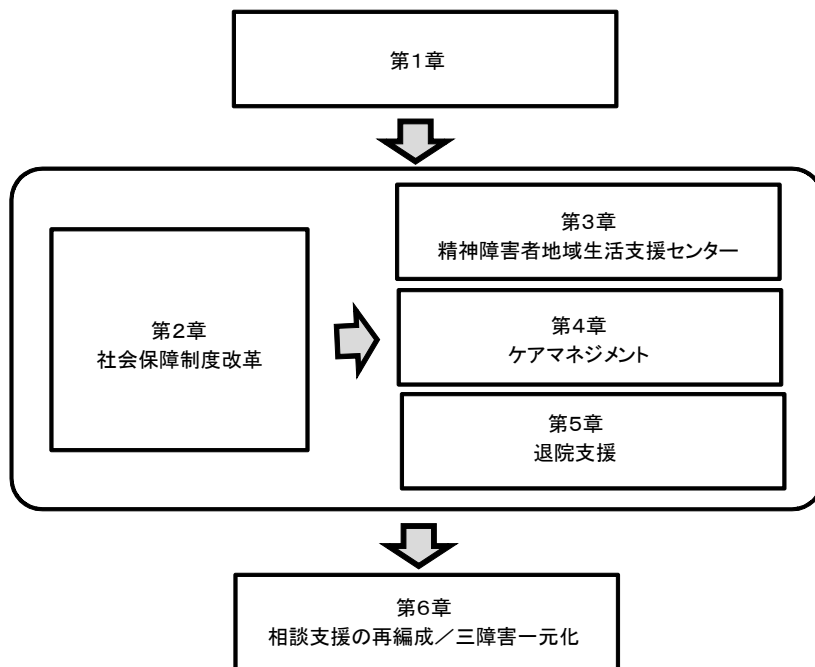 第１章
第２章
社会保障制度改革
第３章
精神障害者地域生活支援センター
第４章
ケアマネジメント
第５章
退院支援
第６章
相談支援の再編成／三障害一元化